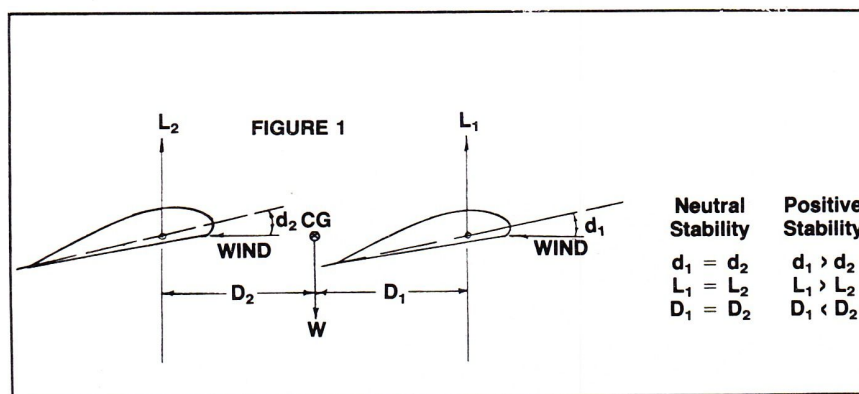 L₂
FIGURE 1
L₁
d₂ CG
d₁
WIND
WIND
D₂
D₁
W
Neutral Positive
Stability Stability
d₁ = d₂ d₁ > d₂
L₁ = L₂ L₁ > L₂
D₁ = D₂ D₁ < D₂